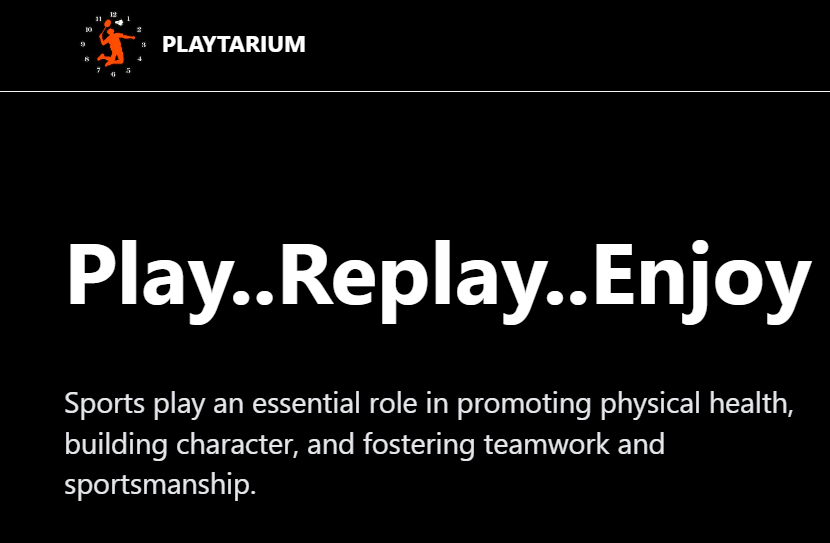 12
11 1
10 2
9 3
8 4
7 5
6
PLAYTARIUM
Play..Replay..Enjoy
Sports play an essential role in promoting physical health,
building character, and fostering teamwork and
sportsmanship.